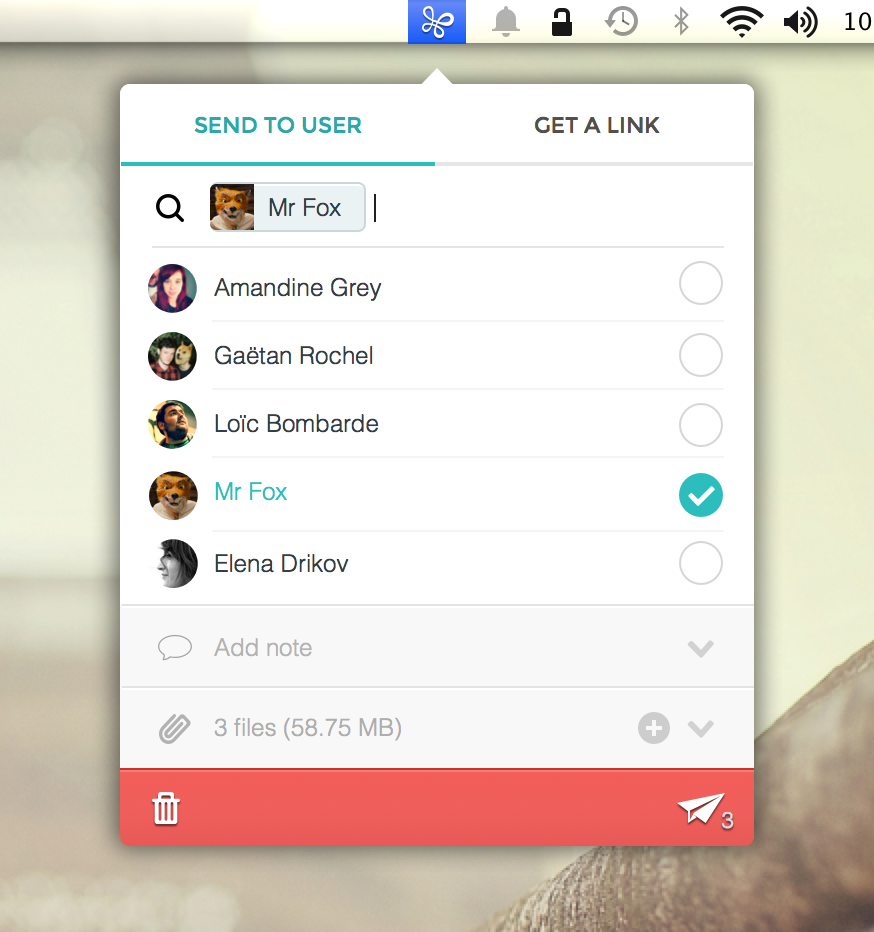 10
SEND TO USER
GET A LINK
Mr Fox
Amandine Grey
Gaëtan Rochel
Loïc Bombarde
Mr Fox
Elena Drikov
Add note
3 files (58.75 MB)
3